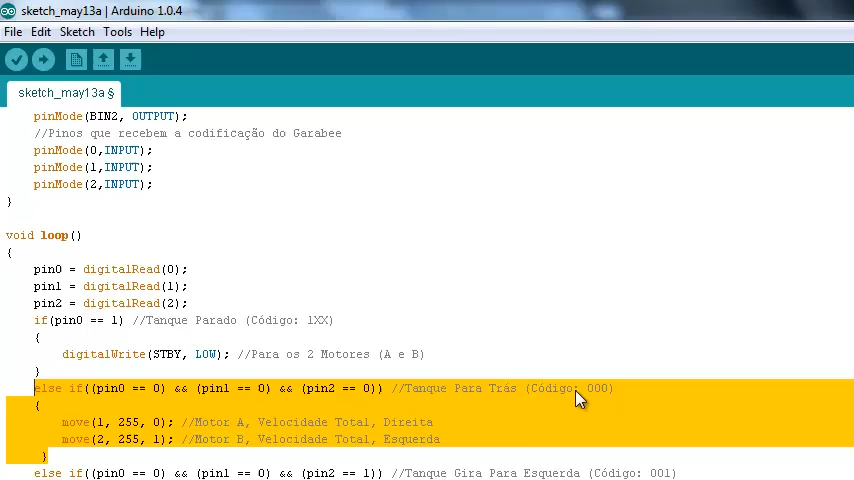 sketch_may13a | Arduino 1.0.4
File Edit Sketch Tools Help
sketch_may13a §
pinMode(BIN2, OUTPUT);
//Pinos que recebem a codificação do Garabee
pinMode(0,INPUT);
pinMode(1,INPUT);
pinMode(2,INPUT);
}
void loop()
{
pin0 = digitalRead(0);
pin1 = digitalRead(1);
pin2 = digitalRead(2);
if(pin0 == 1) //Tanque Parado (Código: 1XX)
{
digitalWrite(STBY, LOW); //Para os 2 Motores (A e B)
}
else if((pin0 == 0) && (pin1 == 0) && (pin2 == 0)) //Tanque Para Trás (Código: 000)
{
move(1, 255, 0); //Motor A, Velocidade Total, Direita
move(2, 255, 1); //Motor B, Velocidade Total, Esquerda
}
else if((pin0 == 0) && (pin1 == 0) && (pin2 == 1)) //Tanque Gira Para Esquerda (Código: 001)